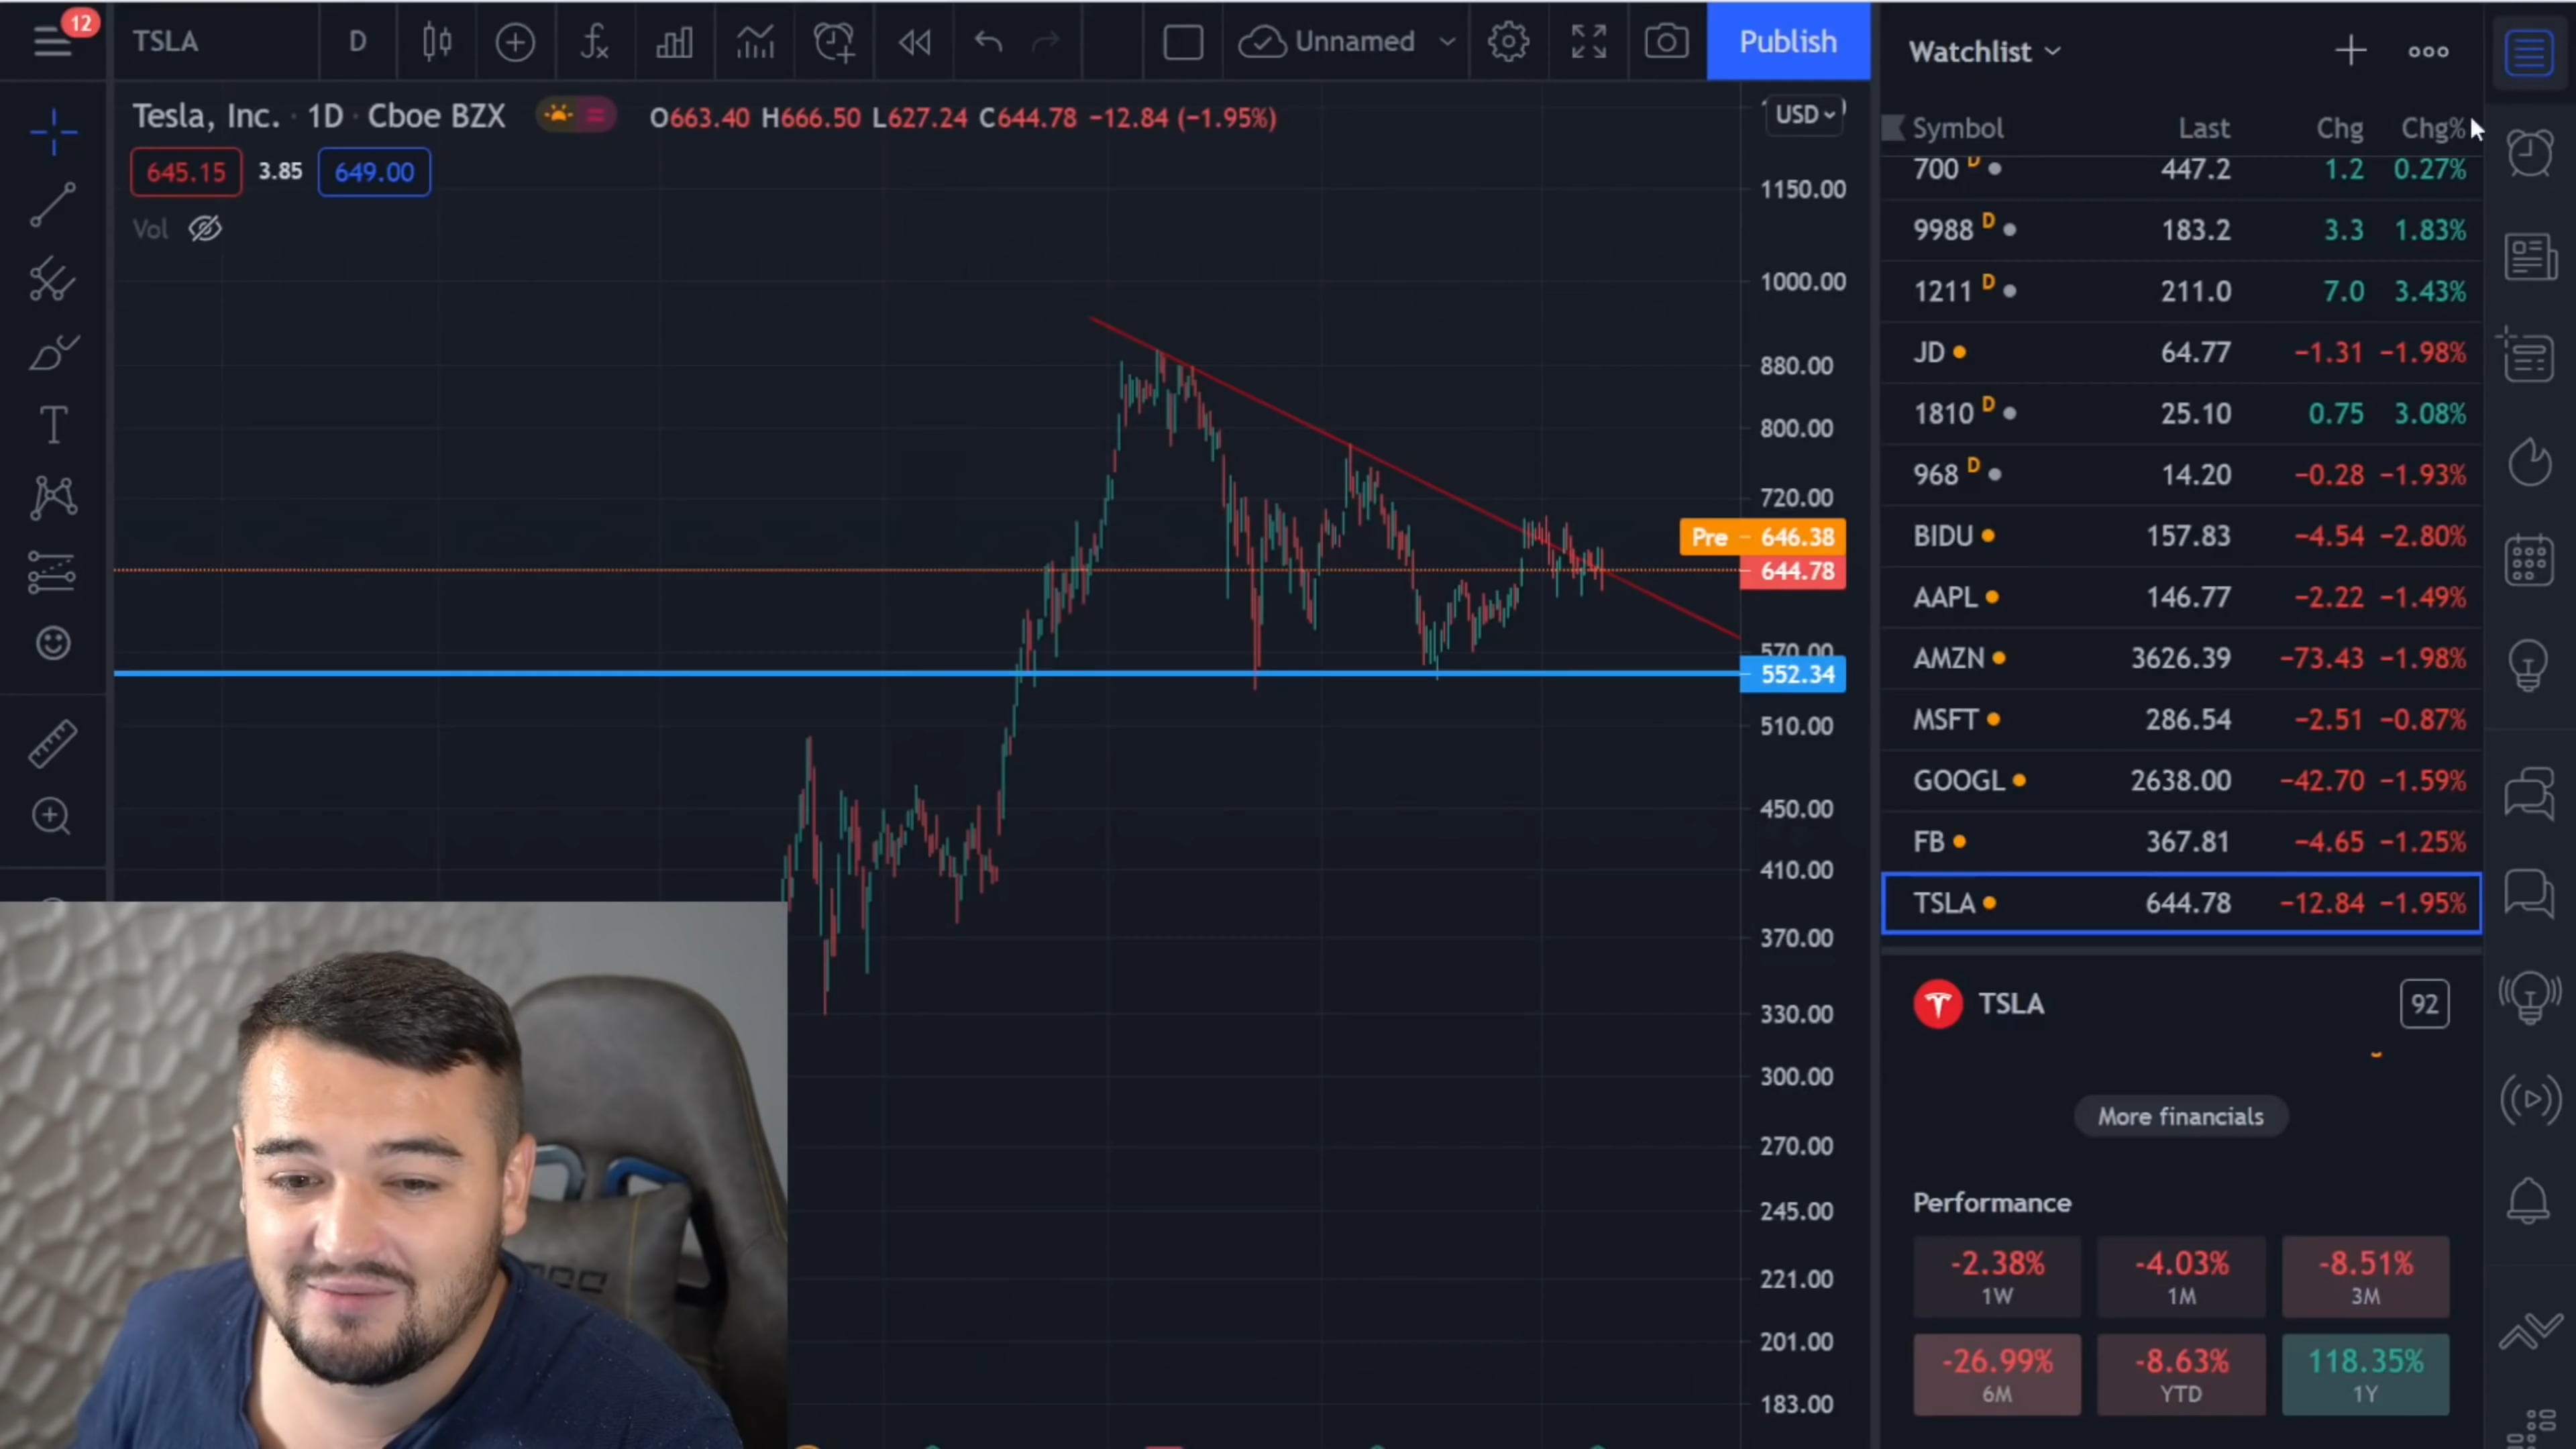 12
TSLA D Unnamed Publish
Tesla, Inc. · 1D · Cboe BZX O663.40 H666.50 L627.24 C644.78 −12.84 (−1.95%)
645.15 3.85 649.00
Vol
USD
1150.00
1000.00
880.00
800.00
720.00
Pre 646.38
644.78
570.00
552.34
510.00
450.00
410.00
370.00
330.00
300.00
270.00
245.00
221.00
201.00
183.00
Watchlist
Symbol Last Chg Chg%
700 D 447.2 1.2 0.27%
9988 D 183.2 3.3 1.83%
1211 D 211.0 7.0 3.43%
JD 64.77 −1.31 −1.98%
1810 D 25.10 0.75 3.08%
968 D 14.20 −0.28 −1.93%
BIDU 157.83 −4.54 −2.80%
AAPL 146.77 −2.22 −1.49%
AMZN 3626.39 −73.43 −1.98%
MSFT 286.54 −2.51 −0.87%
GOOGL 2638.00 −42.70 −1.59%
FB 367.81 −4.65 −1.25%
TSLA 644.78 −12.84 −1.95%
TSLA 92
More financials
Performance
-2.38% -4.03% -8.51%
1W 1M 3M
-26.99% -8.63% 118.35%
6M YTD 1Y